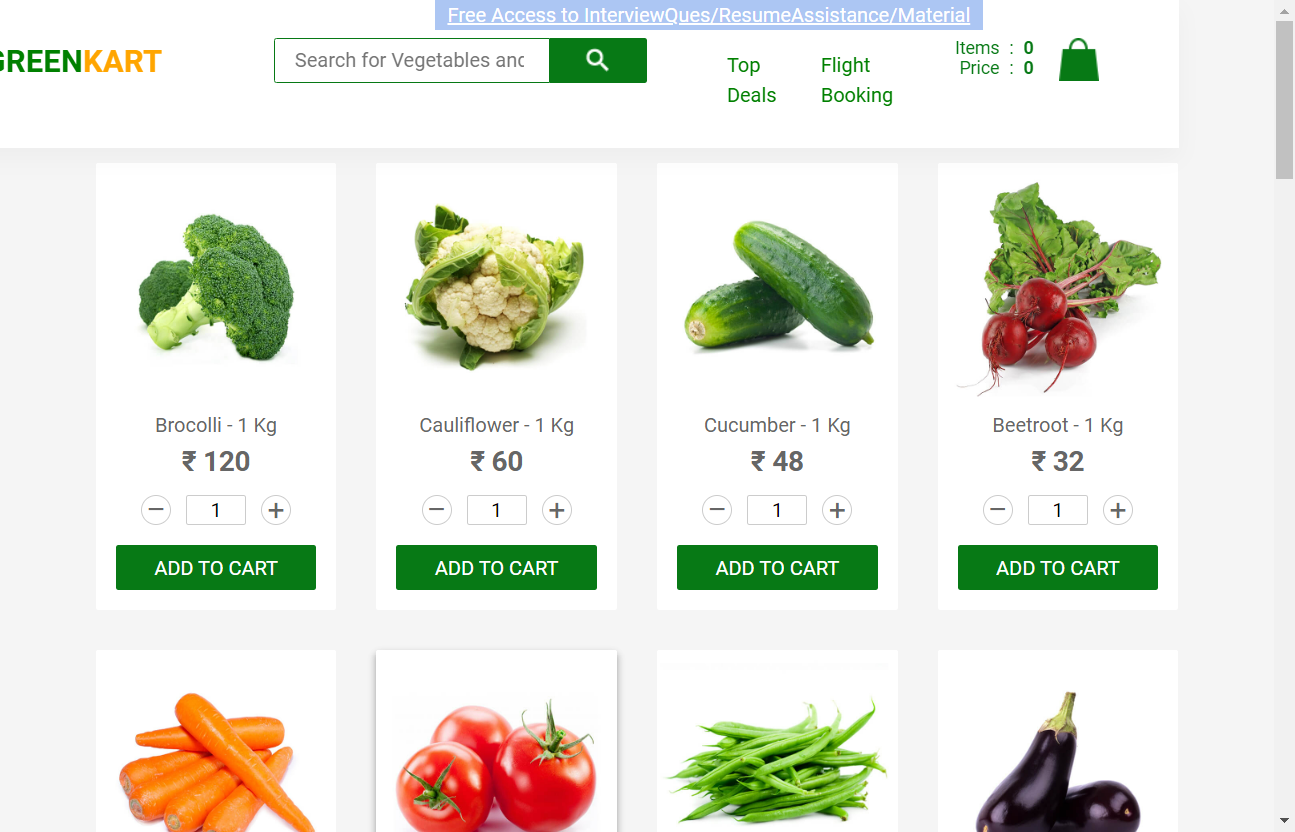 Free Access to InterviewQues/ResumeAssistance/Material
GREENKART
Search for Vegetables and
Top Deals
Flight Booking
Items : 0
Price : 0
Brocolli - 1 Kg
₹ 120
− 1 +
ADD TO CART
Cauliflower - 1 Kg
₹ 60
− 1 +
ADD TO CART
Cucumber - 1 Kg
₹ 48
− 1 +
ADD TO CART
Beetroot - 1 Kg
₹ 32
− 1 +
ADD TO CART